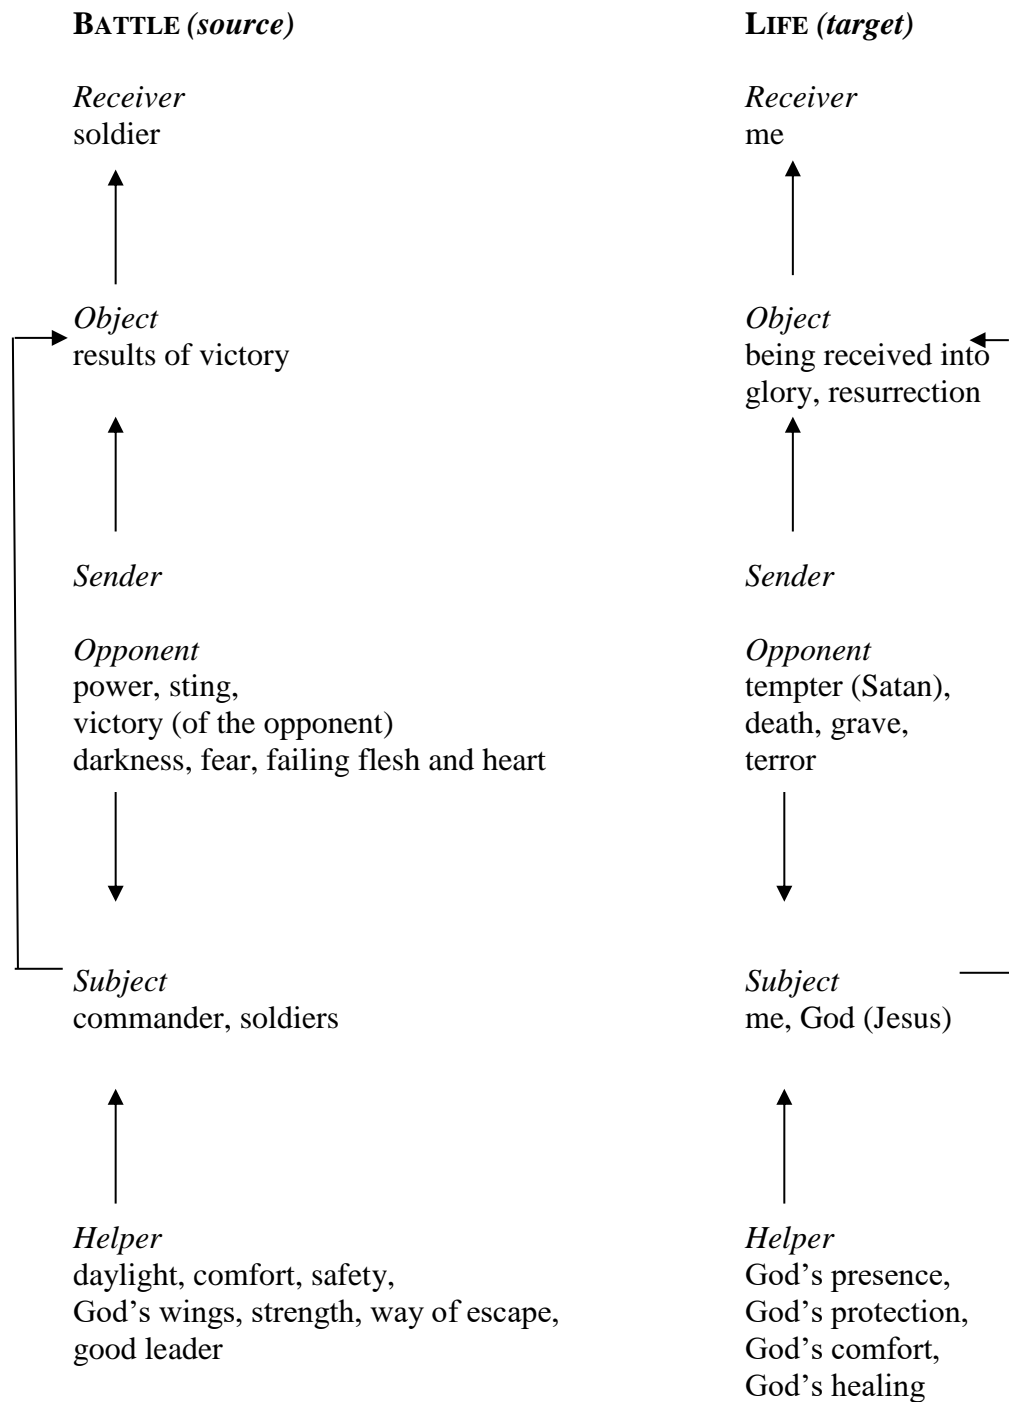 BATTLE (source)
Receiver
soldier
Object
results of victory
Sender
Opponent
power, sting,
victory (of the opponent)
darkness, fear, failing flesh and heart
Subject
commander, soldiers
Helper
daylight, comfort, safety,
God’s wings, strength, way of escape,
good leader
LIFE (target)
Receiver
me
Object
being received into
glory, resurrection
Sender
Opponent
tempter (Satan),
death, grave,
terror
Subject
me, God (Jesus)
Helper
God’s presence,
God’s protection,
God’s comfort,
God’s healing